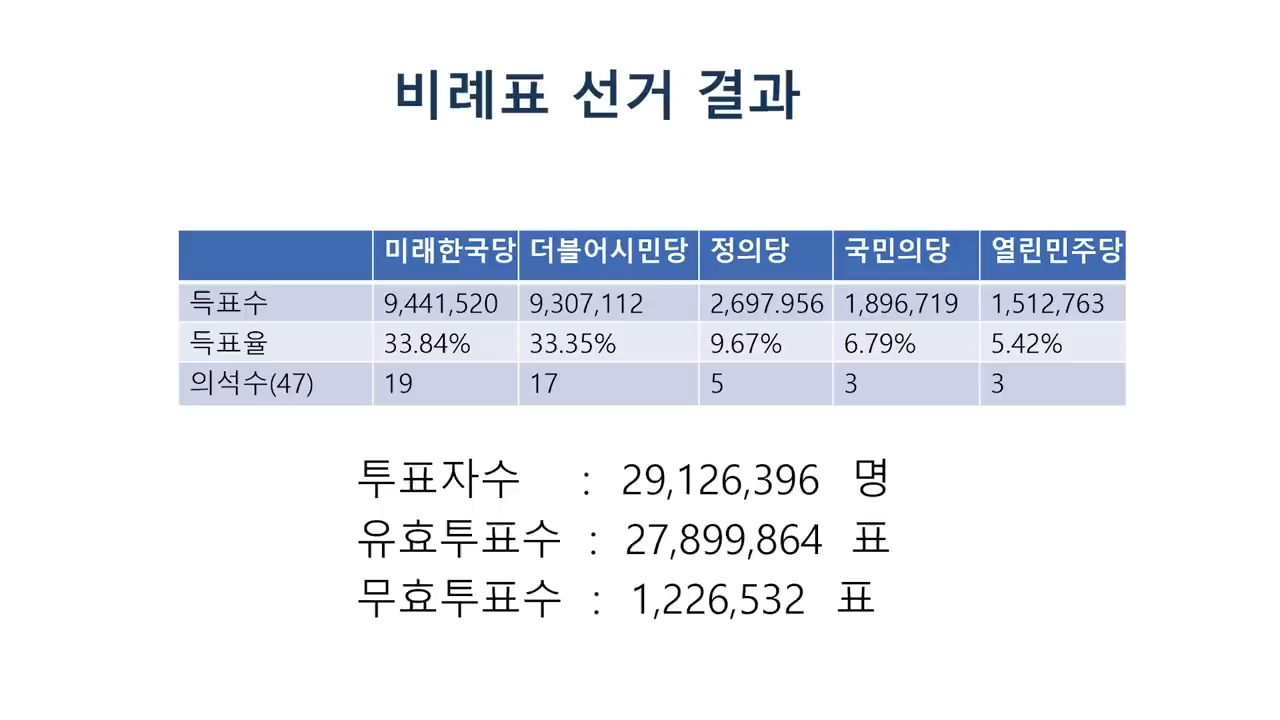 비례표 선거 결과
미래한국당 더불어시민당 정의당 국민의당 열린민주당
득표수 9,441,520 9,307,112 2,697.956 1,896,719 1,512,763
득표율 33.84% 33.35% 9.67% 6.79% 5.42%
의석수(47) 19 17 5 3 3
투표자수 : 29,126,396 명
유효투표수 : 27,899,864 표
무효투표수 : 1,226,532 표